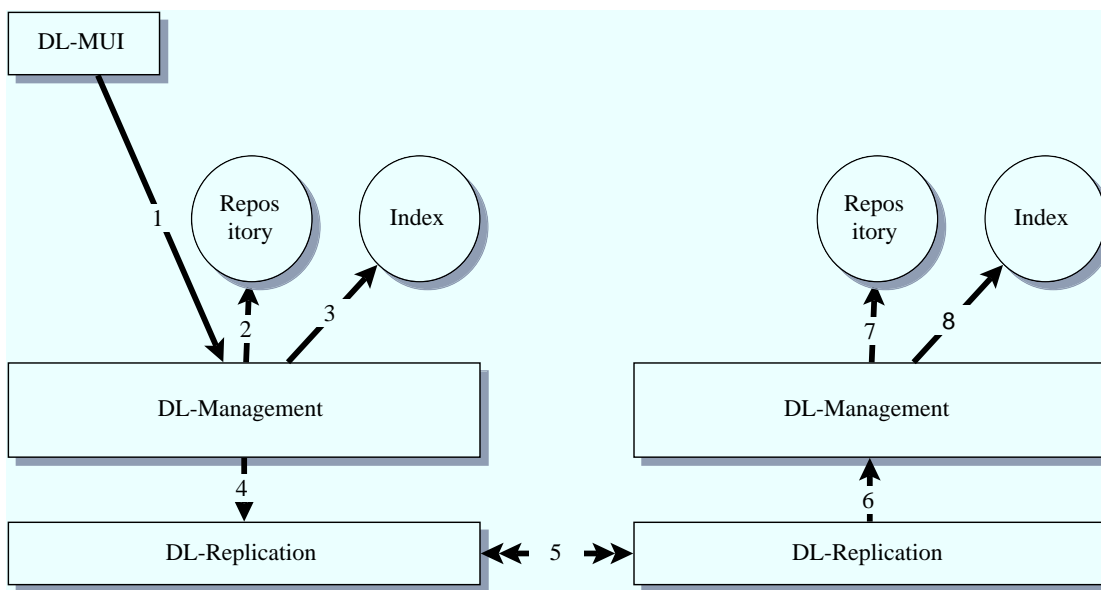 DL-MUI
1
Repos
itory
Index
Repos
itory
Index
2
3
7
8
DL-Management
DL-Management
4
6
DL-Replication
5
DL-Replication